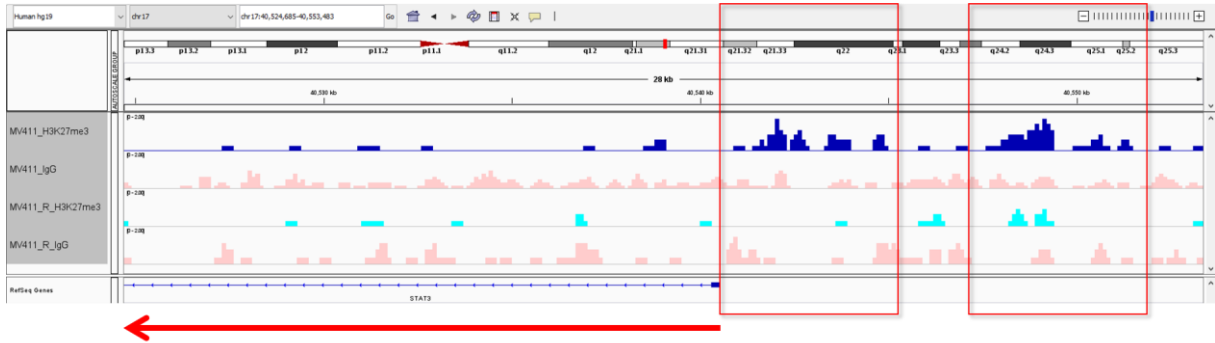 Human hg19 chr17 chr17:40,524,685-40,553,483 Go
p13.3 p13.2 p13.1 p12 p11.2 p11.1 q11.2 q12 q21.1 q21.31 q21.32 q21.33 q22 q23.1 q23.3 q24.2 q24.3 q25.1 q25.2 q25.3
AUTOSCALE GROUP
28 kb
40,530 kb 40,540 kb 40,550 kb
[0 - 2.00]
MV411_H3K27me3
[0 - 2.00]
MV411_IgG
[0 - 2.00]
MV411_R_H3K27me3
[0 - 2.00]
MV411_R_IgG
RefSeq Genes
STAT3